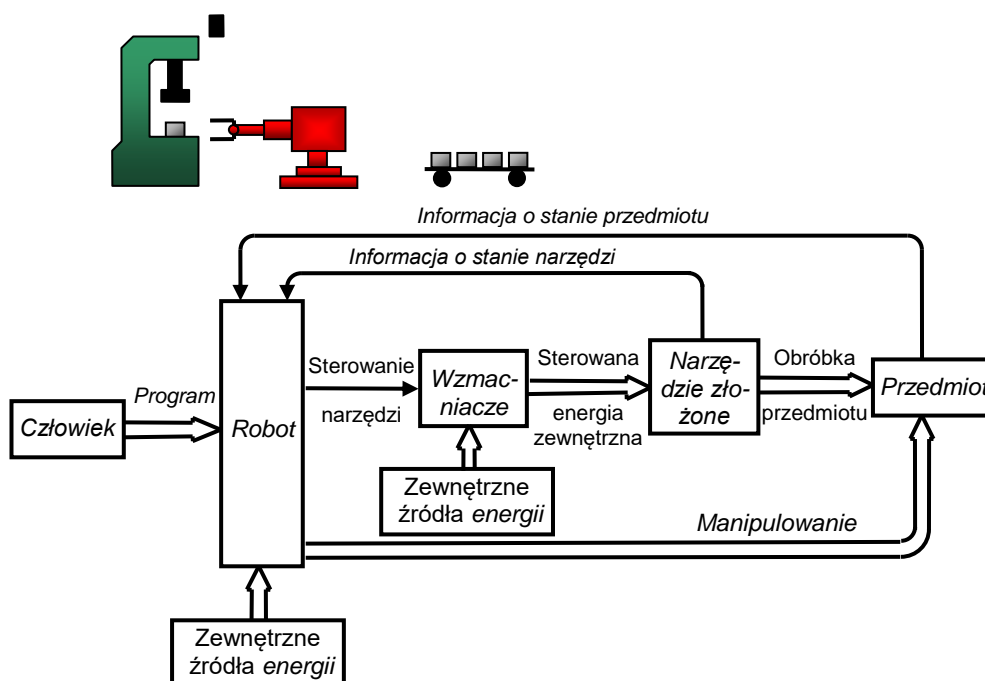 Informacja o stanie przedmiotu
Informacja o stanie narzędzi
Program
Człowiek
Robot
Sterowanie
narzędzi
Wzmac-
niacze
Sterowana
energia
zewnętrzna
Narzę-
dzie zło-
żone
Obróbka
przedmiotu
Przedmiot
Zewnętrzne
źródła energii
Manipulowanie
Zewnętrzne
źródła energii